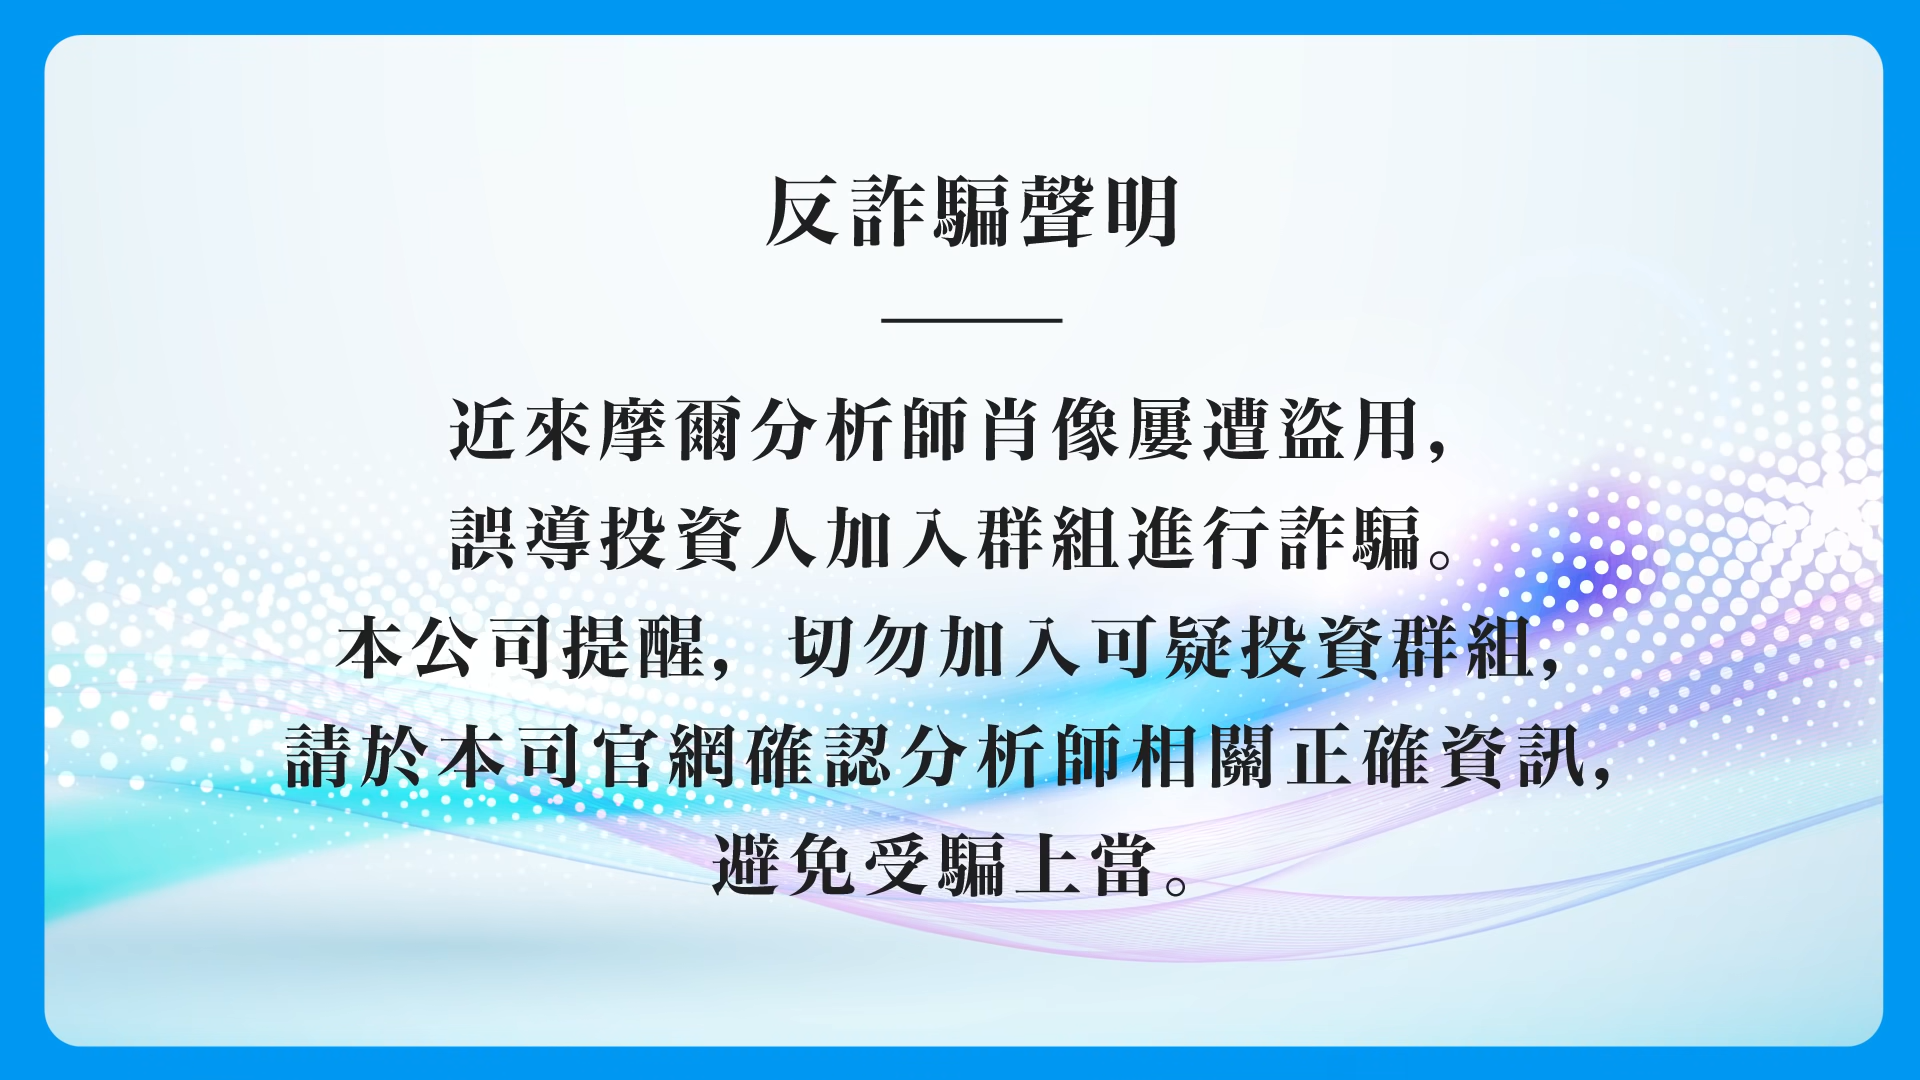 反詐騙聲明
近來摩爾分析師肖像屢遭盜用,
誤導投資人加入群組進行詐騙。
本公司提醒, 切勿加入可疑投資群組,
請於本司官網確認分析師相關正確資訊,
避免受騙上當。